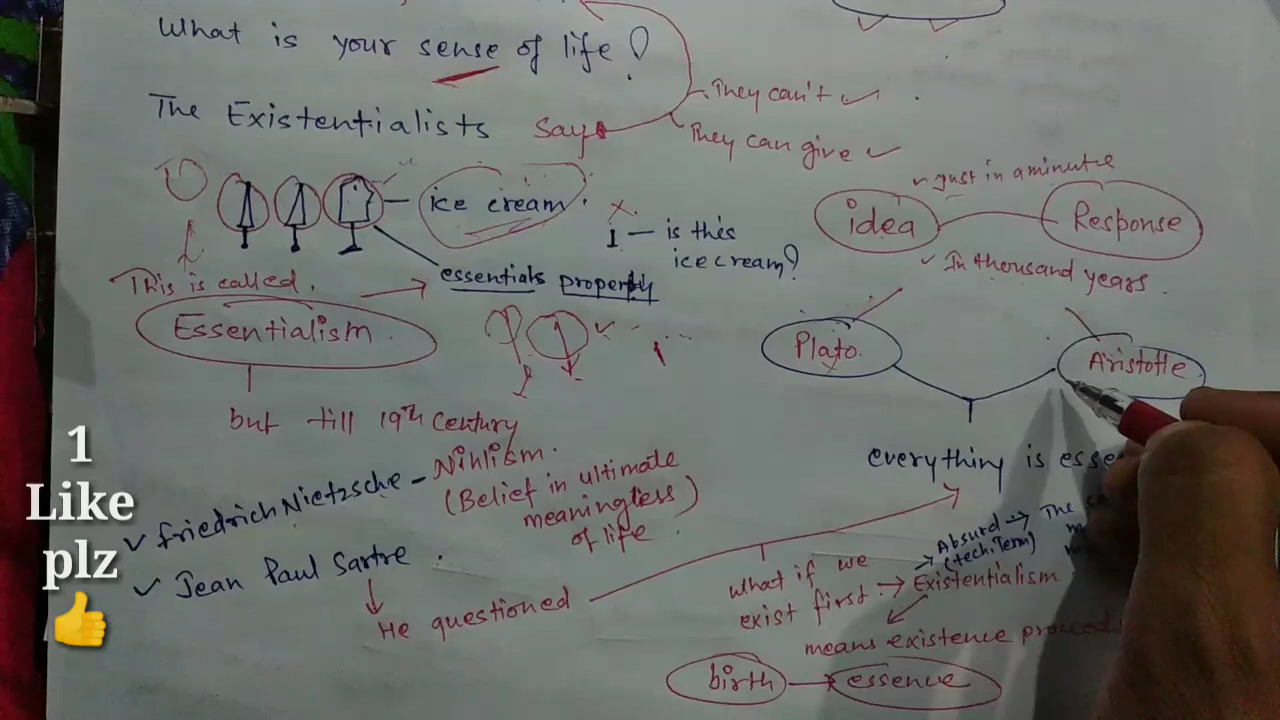 What is your sense of life?
The Existentialists says
They can't
They can give
ice cream
I – is this
ice cream?
essentials property
This is called.
Essentialism
but till 19th Century
Friedrich Nietzsche – Nihlism.
(Belief in ultimate
meaningless
of life)
Jean Paul Sartre
He questioned
just in a minute
idea
Response
In thousand years.
Plato
Aristotle
everything is esse
what if we
exist first → Existentialism
Absurd → The
(tech. Term)
means existence proceed
birth → essence
1
Like
plz
👍